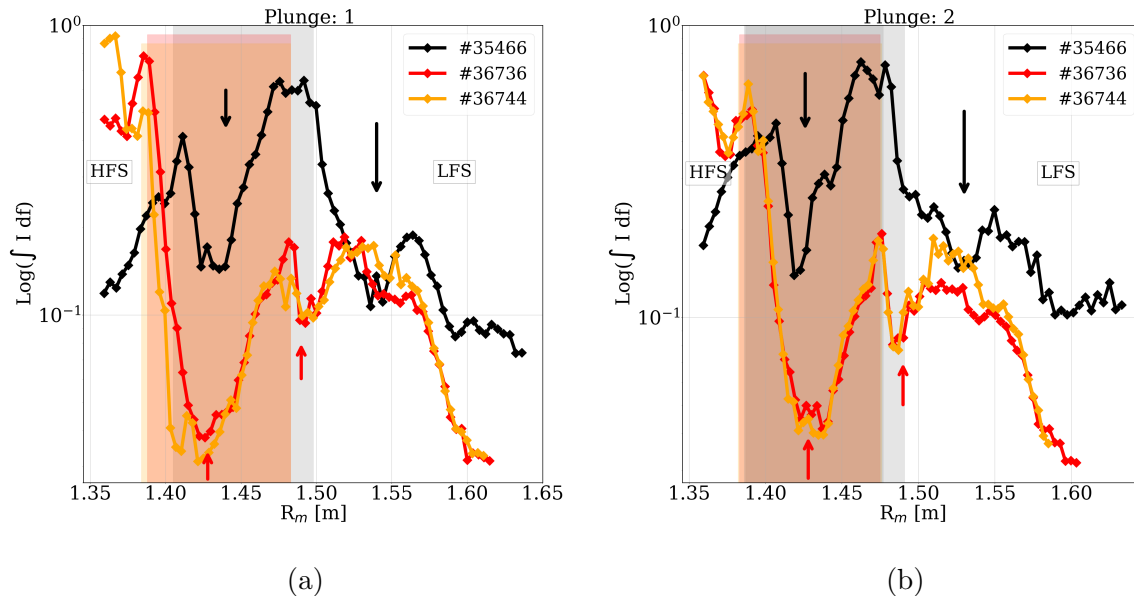 Plunge: 1
10⁰
#35466
#36736
#36744
HFS
LFS
Log(∫ I df)
10⁻¹
1.35 1.40 1.45 1.50 1.55 1.60 1.65
Rₘ [m]
(a)
Plunge: 2
10⁰
#35466
#36736
#36744
HFS
LFS
Log(∫ I df)
10⁻¹
1.35 1.40 1.45 1.50 1.55 1.60
Rₘ [m]
(b)